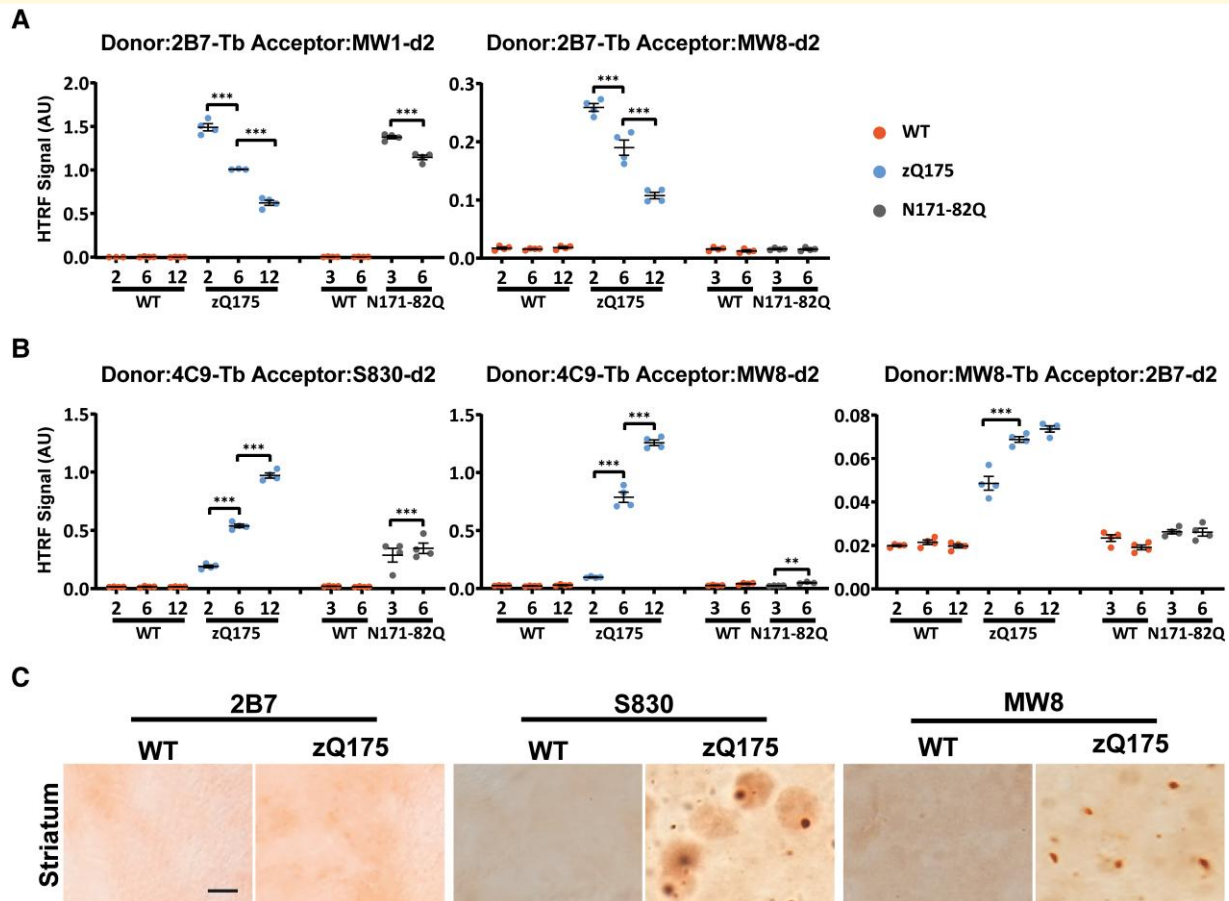 A
Donor:2B7-Tb Acceptor:MW1-d2 Donor:2B7-Tb Acceptor:MW8-d2
HTRF Signal (AU)
2.0
1.5
1.0
0.5
0.0
*** *** ***
2 6 12 2 6 12 3 6 3 6
WT zQ175 WT N171-82Q
0.3
0.2
0.1
0.0
*** ***
2 6 12 2 6 12 3 6 3 6
WT zQ175 WT N171-82Q
WT
zQ175
N171-82Q
B
Donor:4C9-Tb Acceptor:S830-d2 Donor:4C9-Tb Acceptor:MW8-d2 Donor:MW8-Tb Acceptor:2B7-d2
HTRF Signal (AU)
1.5
1.0
0.5
0.0
*** *** ***
2 6 12 2 6 12 3 6 3 6
WT zQ175 WT N171-82Q
1.5
1.0
0.5
0.0
*** *** **
2 6 12 2 6 12 3 6 3 6
WT zQ175 WT N171-82Q
0.08
0.06
0.04
0.02
0.00
***
2 6 12 2 6 12 3 6 3 6
WT zQ175 WT N171-82Q
C
2B7 S830 MW8
WT zQ175 WT zQ175 WT zQ175
Striatum